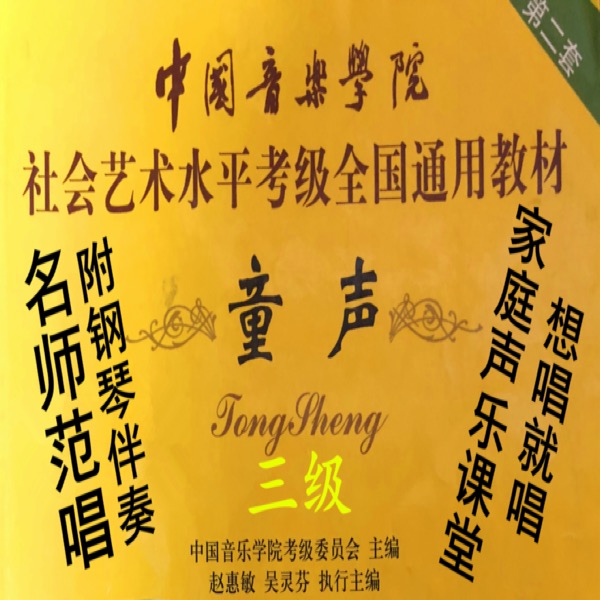 第二套
中國音樂學院
社会艺术水平考级全国通用教材
名师范唱
附钢琴伴奏
童声
TongSheng
三级
想唱就唱
家庭声乐课堂
中国音乐学院考级委员会 主编
赵惠敏 吴灵芬 执行主编